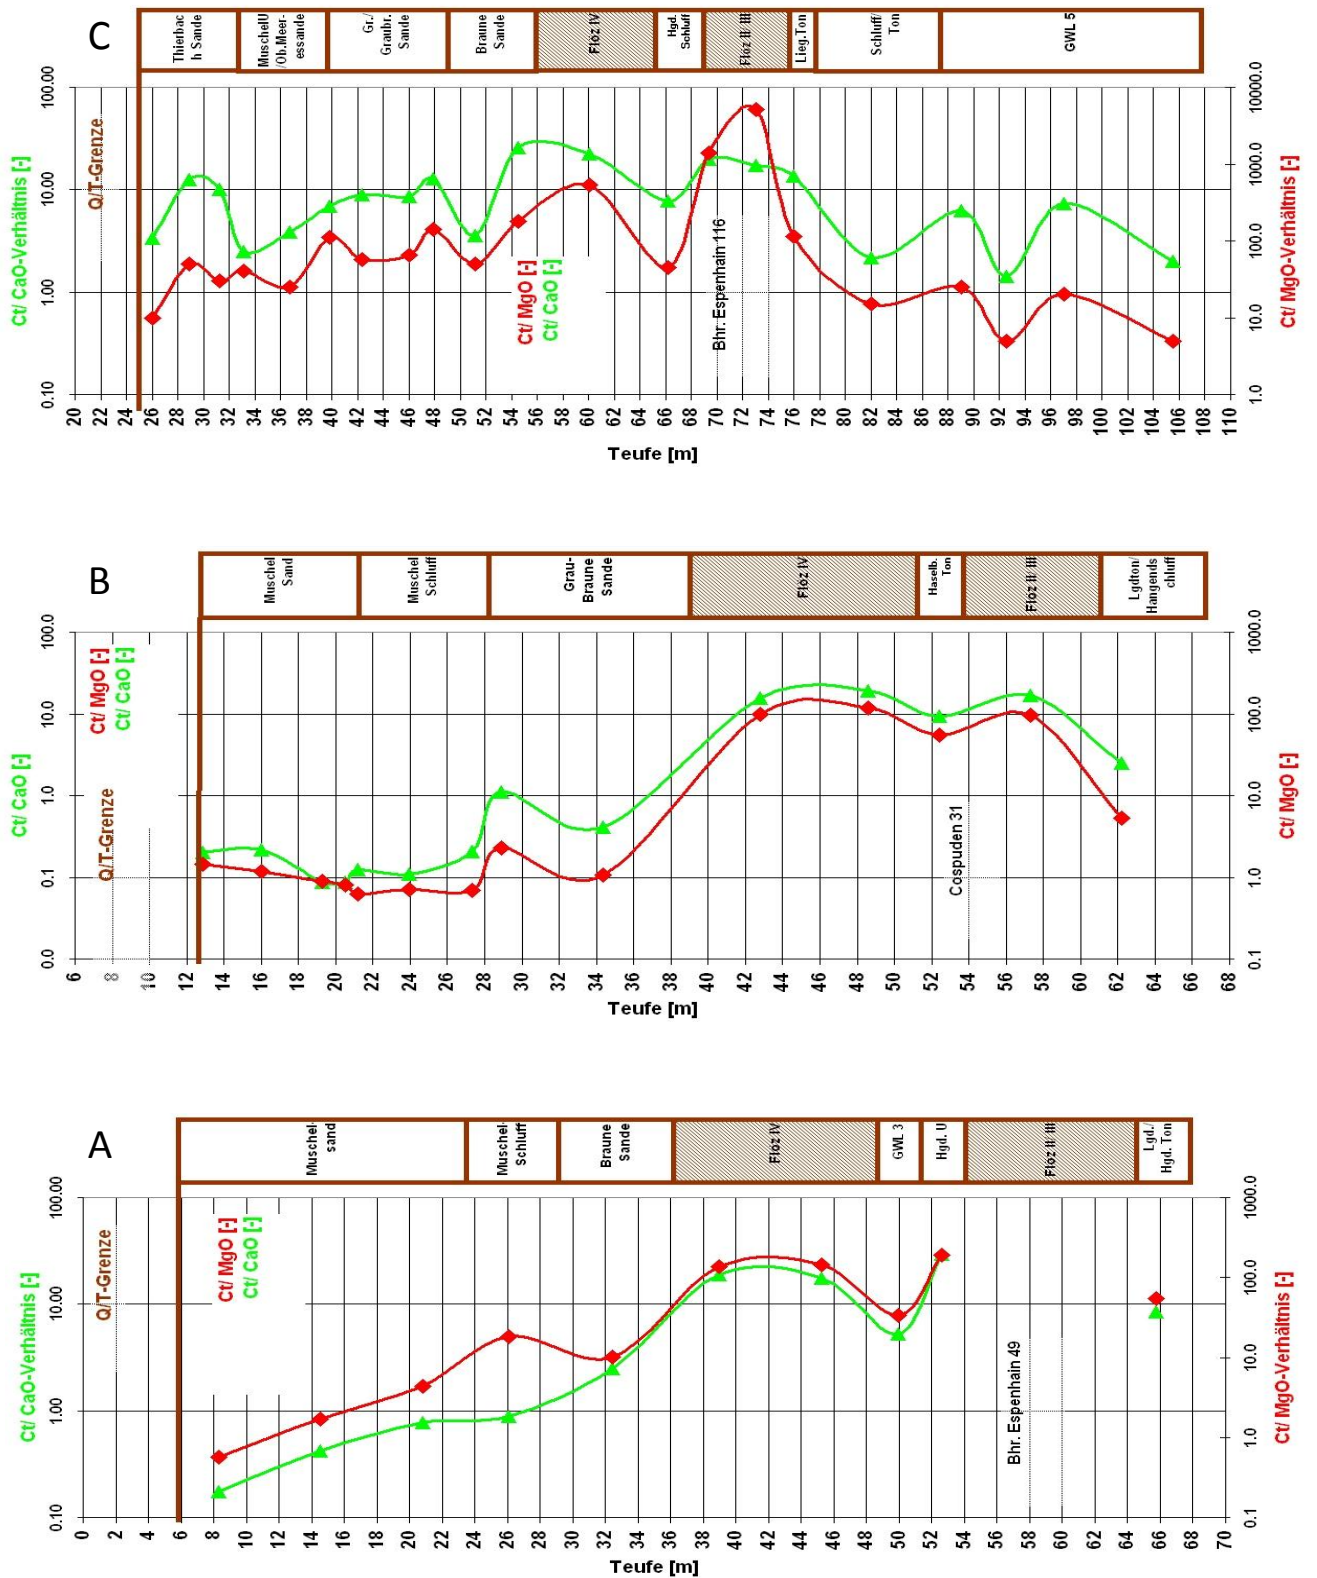 C
Thierbac
h Sande
MuschelU
/Ob.Meer-
essande
Gr./
Graubr.
Sande
Braune
Sande
Flöz IV
Hgd.
Schluff
Flöz II/ III
Lieg.Ton
Schluff/
Ton
GWL 5
Ct/ CaO-Verhältnis [-]
100.00
10.00
1.00
0.10
Q/T-Grenze
Ct/ MgO [-]
Ct/ CaO [-]
Bhr. Espenhain 116
10000.0
1000.0
100.0
10.0
1.0
Ct/ MgO-Verhältnis [-]
20 22 24 26 28 30 32 34 36 38 40 42 44 46 48 50 52 54 56 58 60 62 64 66 68 70 72 74 76 78 80 82 84 86 88 90 92 94 96 98 100 102 104 106 108 110
Teufe [m]
B
Muschel
Sand
Muschel
Schluff
Grau-
Braune
Sande
Flöz IV
Haselb.
Ton
Flöz II/ III
Lgdton/
Hangends
chluff
Ct/ CaO [-]
100.0
10.0
1.0
0.1
0.0
Q/T-Grenze
Ct/ MgO [-]
Ct/ CaO [-]
Cospuden 31
1000.0
100.0
10.0
1.0
0.1
Ct/ MgO [-]
6 8 10 12 14 16 18 20 22 24 26 28 30 32 34 36 38 40 42 44 46 48 50 52 54 56 58 60 62 64 66 68
Teufe [m]
A
Muschel-
sand
Muschel-
Schluff
Braune
Sande
Flöz IV
GWL 3
Hgd. U
Flöz II/ III
Lgd./
Hgd. Ton
Ct/ CaO-Verhältnis [-]
100.00
10.00
1.00
0.10
Q/T-Grenze
Ct/ MgO [-]
Ct/ CaO [-]
Bhr. Espenhain 49
1000.0
100.0
10.0
1.0
0.1
Ct/ MgO-Verhältnis [-]
0 2 4 6 8 10 12 14 16 18 20 22 24 26 28 30 32 34 36 38 40 42 44 46 48 50 52 54 56 58 60 62 64 66 68 70
Teufe [m]